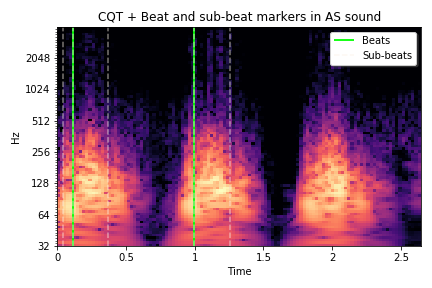 CQT + Beat and sub-beat markers in AS sound
Beats
Sub-beats
Hz
2048
1024
512
256
128
64
32
0
0.5
1
1.5
2
2.5
Time